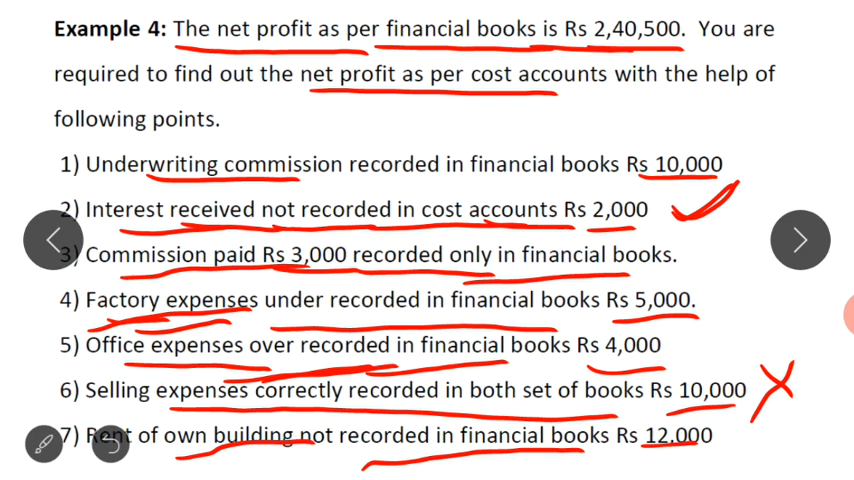 Example 4: The net profit as per financial books is Rs 2,40,500. You are
required to find out the net profit as per cost accounts with the help of
following points.
1) Underwriting commission recorded in financial books Rs 10,000
2) Interest received not recorded in cost accounts Rs 2,000
3) Commission paid Rs 3,000 recorded only in financial books.
4) Factory expenses under recorded in financial books Rs 5,000.
5) Office expenses over recorded in financial books Rs 4,000
6) Selling expenses correctly recorded in both set of books Rs 10,000
7) Rent of own building not recorded in financial books Rs 12,000